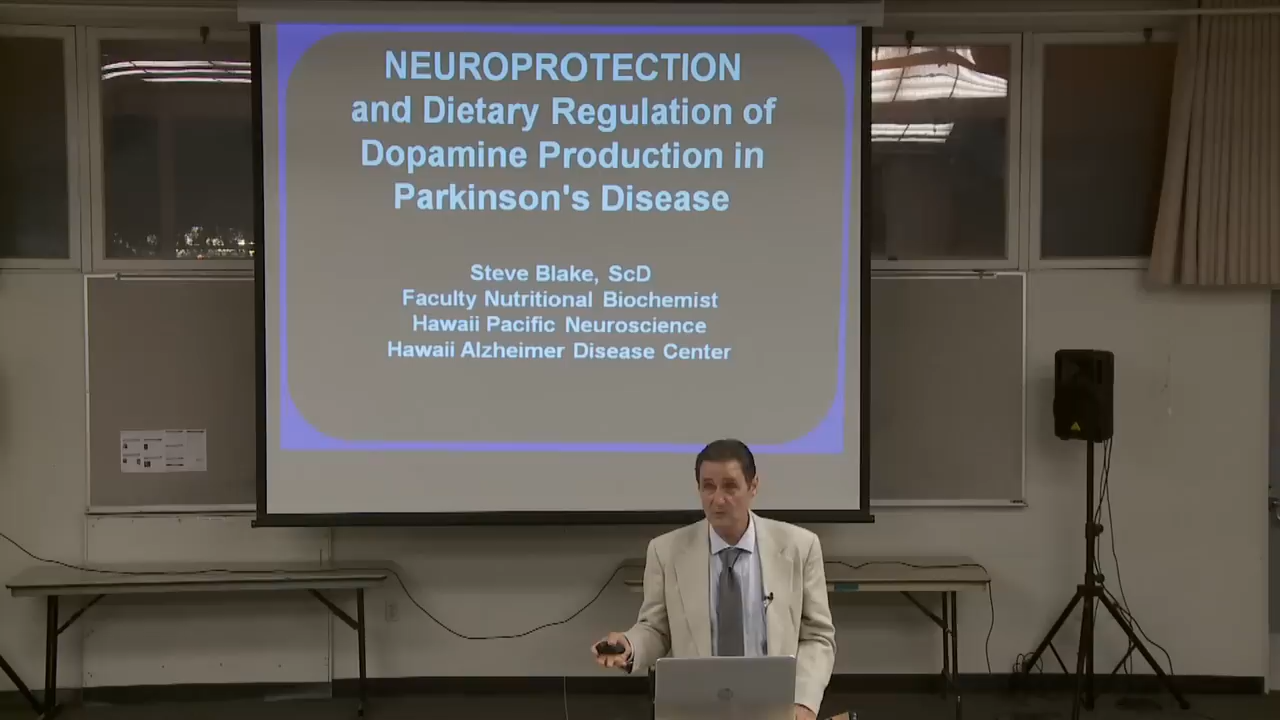 NEUROPROTECTION
and Dietary Regulation of
Dopamine Production in
Parkinson's Disease
Steve Blake, ScD
Faculty Nutritional Biochemist
Hawaii Pacific Neuroscience
Hawaii Alzheimer Disease Center